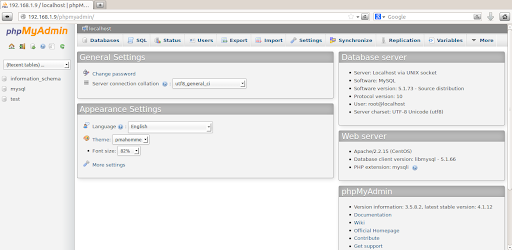 192.168.1.9 / localhost | phpM...
192.168.1.9/phpmyadmin/
Google
phpMyAdmin
(Recent tables) ...
information_schema
mysql
test
localhost
Databases SQL Status Users Export Import Settings Synchronize Replication Variables More
General Settings
Change password
Server connection collation
utf8_general_ci
Appearance Settings
Language
English
Theme: pmahomme
Font size: 82%
More settings
Database server
Server: Localhost via UNIX socket
Software: MySQL
Software version: 5.1.73 - Source distribution
Protocol version: 10
User: root@localhost
Server charset: UTF-8 Unicode (utf8)
Web server
Apache/2.2.15 (CentOS)
Database client version: libmysql - 5.1.66
PHP extension: mysqli
phpMyAdmin
Version information: 3.5.8.2, latest stable version: 4.1.12
Documentation
Wiki
Official Homepage
Contribute
Get support